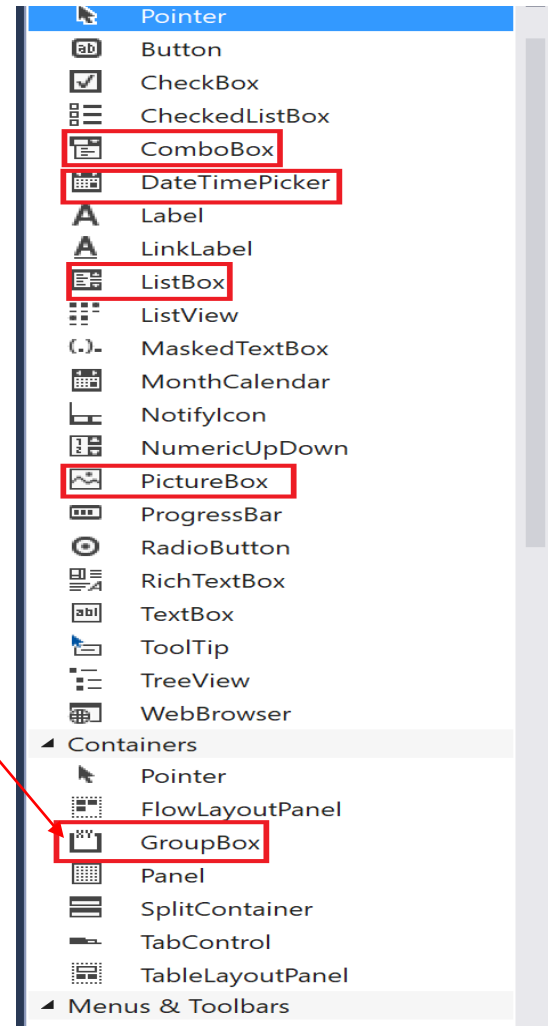 Pointer
Button
CheckBox
CheckedListBox
ComboBox
DateTimePicker
Label
LinkLabel
ListBox
ListView
MaskedTextBox
MonthCalendar
NotifyIcon
NumericUpDown
PictureBox
ProgressBar
RadioButton
RichTextBox
TextBox
ToolTip
TreeView
WebBrowser
Containers
Pointer
FlowLayoutPanel
GroupBox
Panel
SplitContainer
TabControl
TableLayoutPanel
Menus & Toolbars